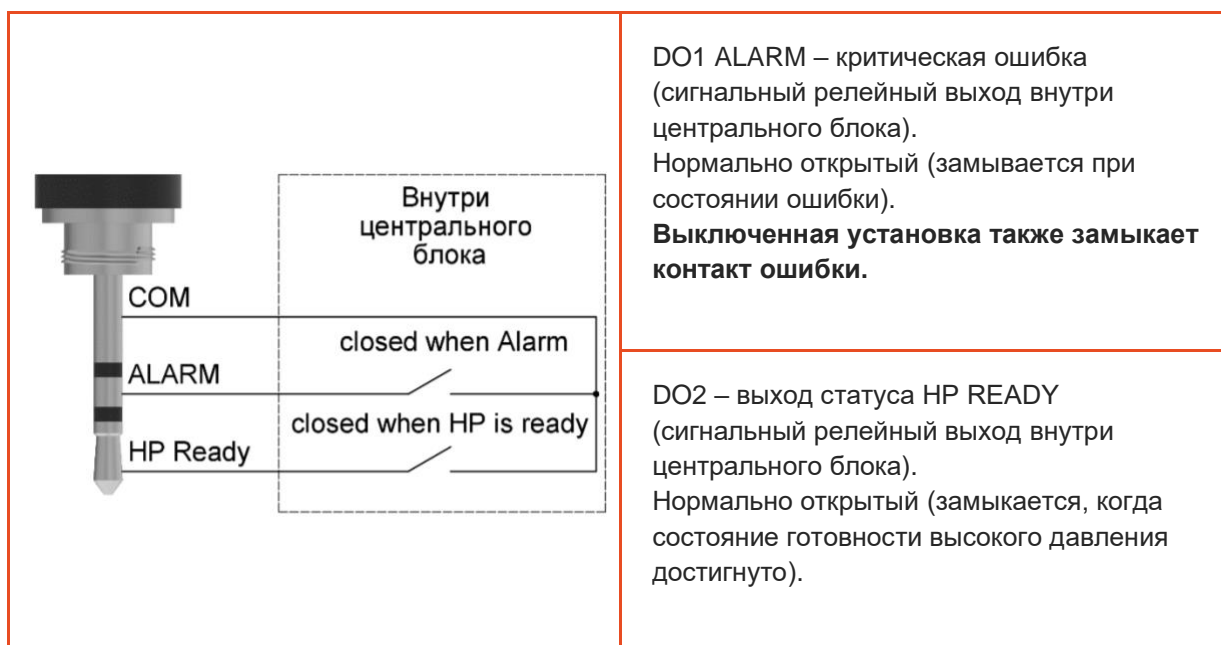 Внутри
центрального
блока
COM
closed when Alarm
ALARM
closed when HP is ready
HP Ready
DO1 ALARM – критическая ошибка
(сигнальный релейный выход внутри
центрального блока).
Нормально открытый (замывается при
состоянии ошибки).
Выключенная установка также замыкает
контакт ошибки.
DO2 – выход статуса HP READY
(сигнальный релейный выход внутри
центрального блока).
Нормально открытый (замыкается, когда
состояние готовности высокого давления
достигнуто).